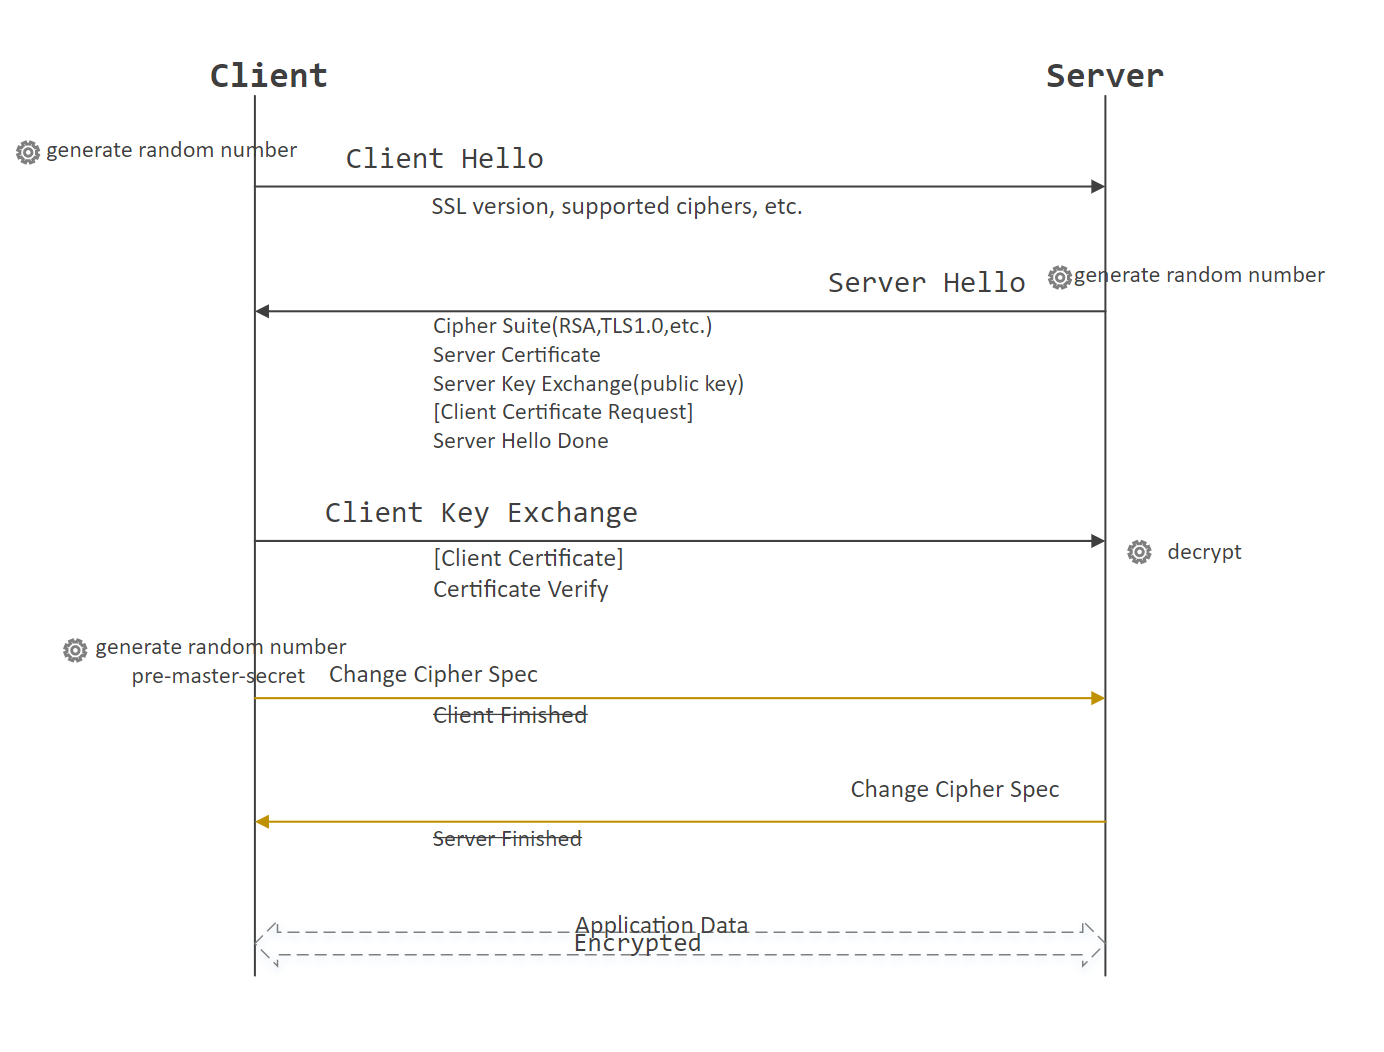 Client
Server
generate random number
Client Hello
SSL version, supported ciphers, etc.
Server Hello
generate random number
Cipher Suite(RSA,TLS1.0,etc.)
Server Certificate
Server Key Exchange(public key)
[Client Certificate Request]
Server Hello Done
Client Key Exchange
[Client Certificate]
Certificate Verify
decrypt
generate random number
pre-master-secret
Change Cipher Spec
Client Finished
Change Cipher Spec
Server Finished
Application Data
Encrypted